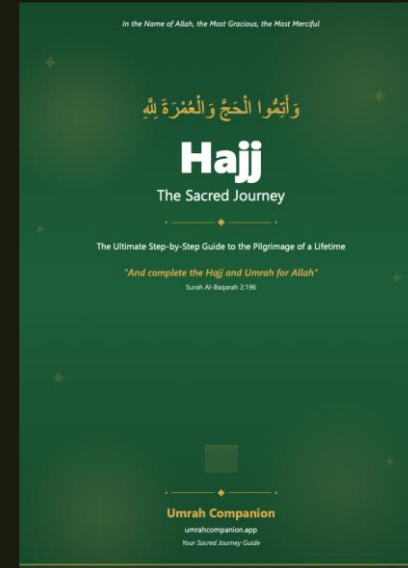 In the Name of Allah, the Most Gracious, the Most Merciful
وَأَتِمُّوا الْحَجَّ وَالْعُمْرَةَ لِلَّهِ
Hajj
The Sacred Journey
The Ultimate Step-by-Step Guide to the Pilgrimage of a Lifetime
"And complete the Hajj and Umrah for Allah"
Surah Al-Baqarah 2:196
Umrah Companion
umrahcompanion.app
Your Sacred Journey Guide